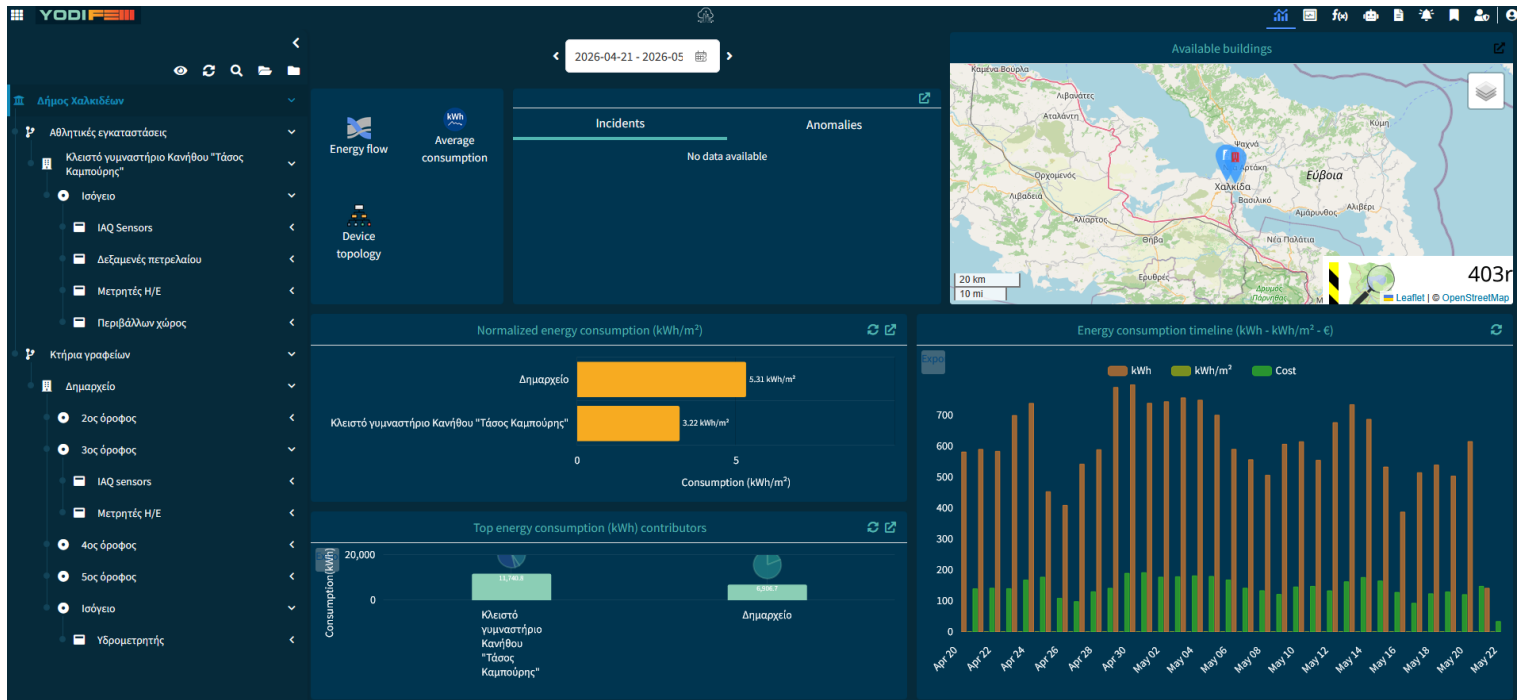 YODIFEM
2026-04-21 - 2026-05
Available buildings
Δήμος Χαλκιδέων
Αθλητικές εγκαταστάσεις
Κλειστό γυμναστήριο Κανήθου "Τάσος
Καμπούρης"
Ισόγειο
IAQ Sensors
Δεξαμενές πετρελαίου
Μετρητές Η/Ε
Περιβάλλων χώρος
Κτήρια γραφείων
Δημαρχείο
2ος όροφος
3ος όροφος
IAQ sensors
Μετρητές Η/Ε
4ος όροφος
5ος όροφος
Ισόγειο
Υδρομετρητής
Energy flow
kWh
Average
consumption
Device
topology
Incidents
Anomalies
No data available
Καμένα Βούρλα
Λιβανάτες
Αταλάντη
Κύμη
Ψαχνά
Ορχομενός
Εύβοια
Χαλκίδα
Λιβαδειά
Βασιλικό
Αλιβέρι
Αμάρυνθος
Αλίαρτος
Θήβα
Νέα Παλάτια
Ερυθρές
Δρυμός
Πάρνηθας
20 km
10 mi
403r
Leaflet | © OpenStreetMap
Normalized energy consumption (kWh/m²)
Δημαρχείο
5.31 kWh/m²
Κλειστό γυμναστήριο Κανήθου "Τάσος Καμπούρης"
3.22 kWh/m²
0 5
Consumption (kWh/m²)
Top energy consumption (kWh) contributors
Consumption(kWh)
20,000
0
11,740.8
6,506.7
Κλειστό
γυμναστήριο
Κανήθου
"Τάσος
Καμπούρης"
Δημαρχείο
Energy consumption timeline (kWh - kWh/m² - €)
Expo
kWh kWh/m² Cost
700
600
500
400
300
200
100
0
Apr 20 Apr 22 Apr 24 Apr 26 Apr 28 Apr 30 May 02 May 04 May 06 May 08 May 10 May 12 May 14 May 16 May 18 May 20 May 22